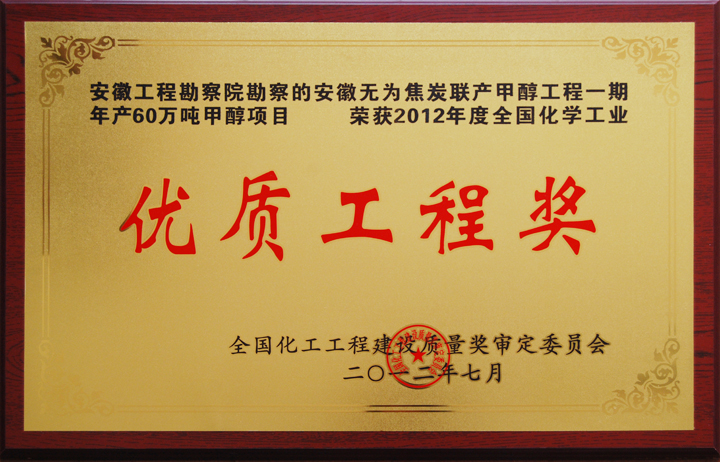 安徽工程勘察院勘察的安徽无为焦炭联产甲醇工程一期
年产60万吨甲醇项目 荣获2012年度全国化学工业
优质工程奖
全国化工工程建设质量奖审定委员会
二〇一二年七月